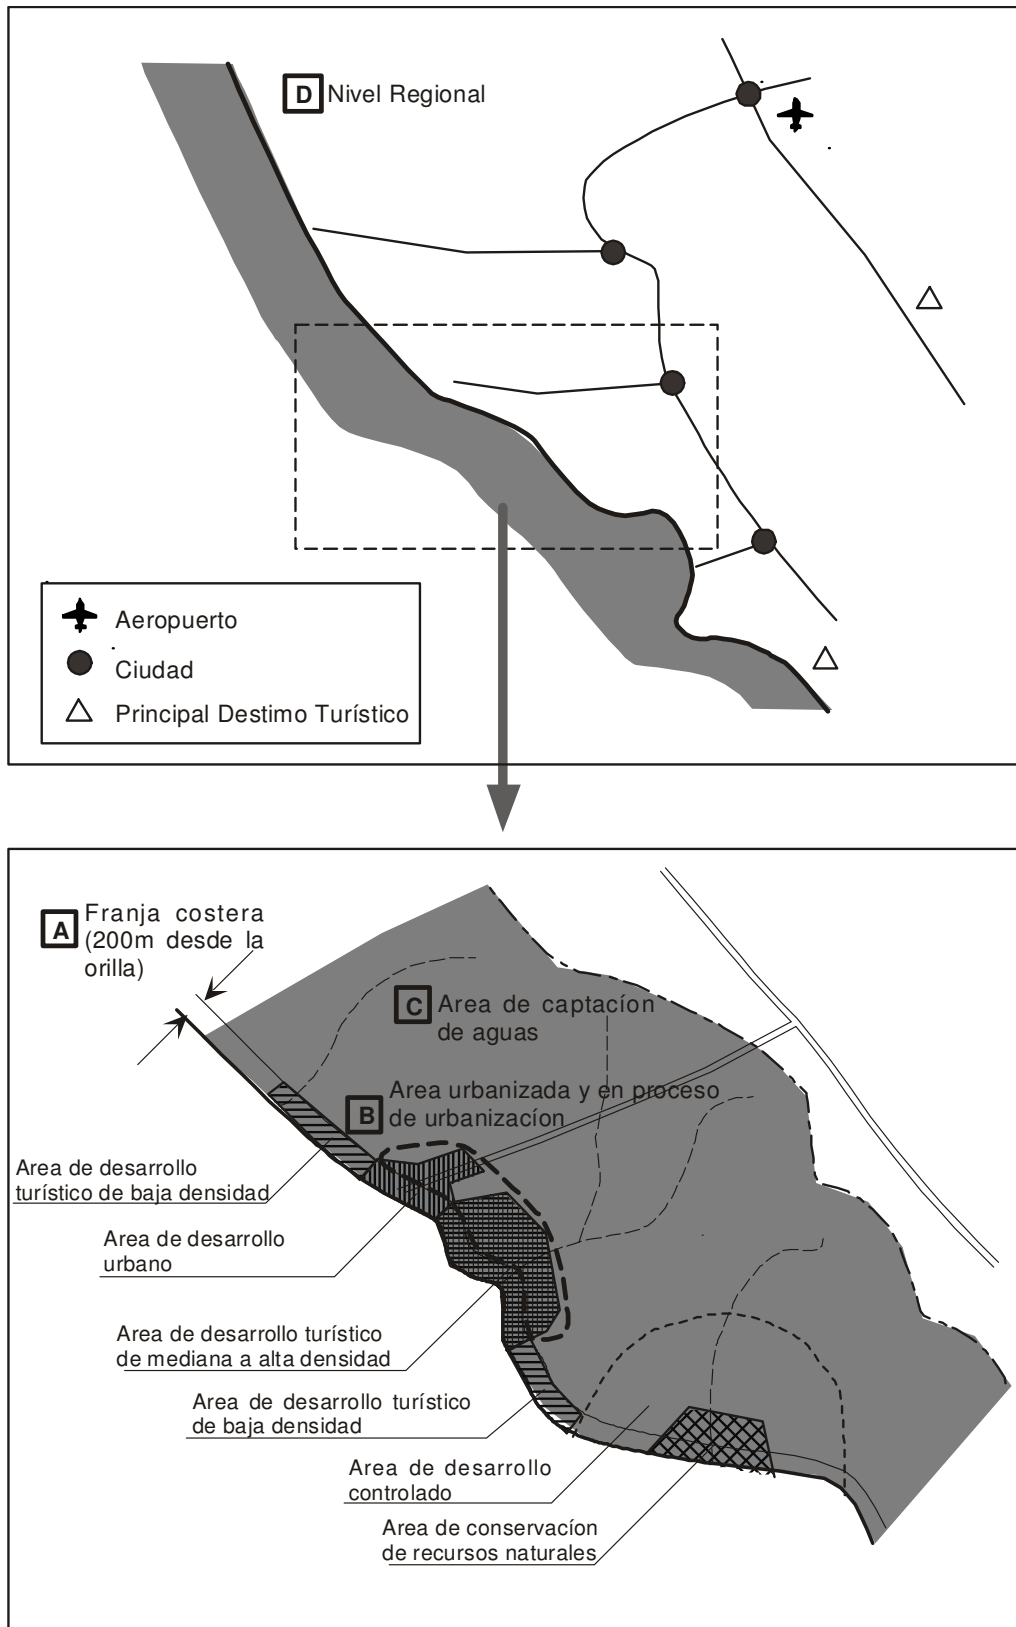 D Nivel Regional
Aeropuerto
Ciudad
Principal Destimo Turístico
A Franja costera
(200m desde la
orilla)
C Area de captacíon
de aguas
B Area urbanizada y en proceso
de urbanizacíon
Area de desarrollo
turístico de baja densidad
Area de desarrollo
urbano
Area de desarrollo turístico
de mediana a alta densidad
Area de desarrollo turístico
de baja densidad
Area de desarrollo
controlado
Area de conservacíon
de recursos naturales